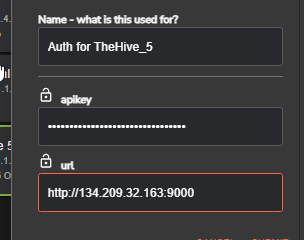 Name - what is this used for?
Auth for TheHive_5
apikey
••••••••••••••••••••••••••••••••
url
http://134.209.32.163:9000